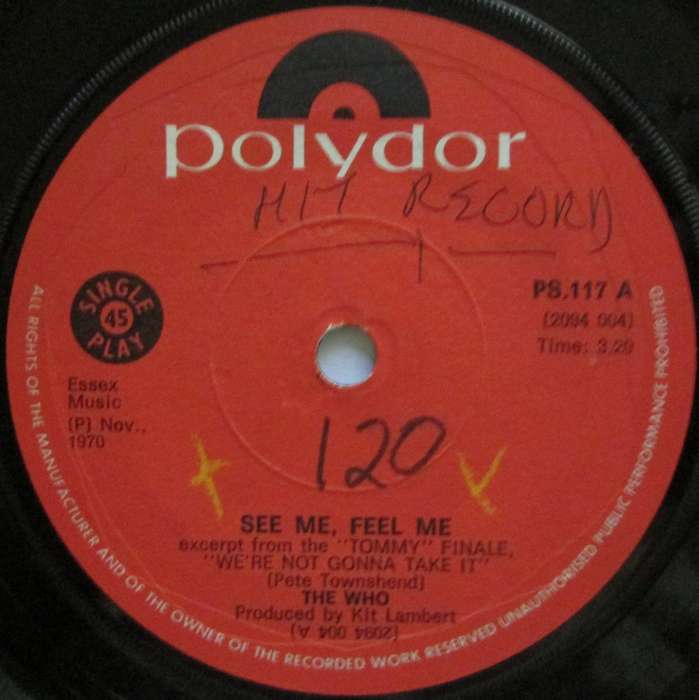 polydor
HIT RECORD
PS.117 A
(2094 004)
Time: 3.20
SINGLE
45
PLAY
Essex
Music
(P) Nov.,
1970
120
SEE ME, FEEL ME
excerpt from the "TOMMY" FINALE,
"WE'RE NOT GONNA TAKE IT"
(Pete Townshend)
THE WHO
Produced by Kit Lambert
(2094 004 A)
ALL RIGHTS OF THE MANUFACTURER AND OF THE OWNER OF THE RECORDED WORK RESERVED UNAUTHORISED PUBLIC PERFORMANCE PROHIBITED